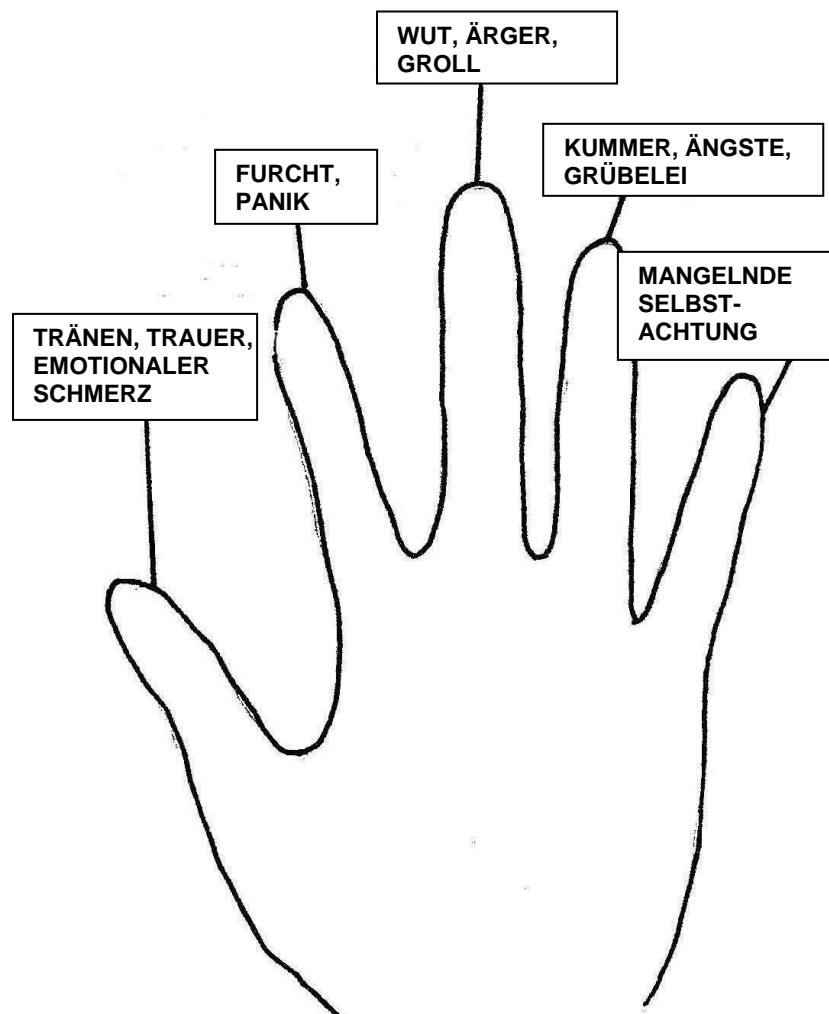 WUT, ÄRGER,
GROLL
KUMMER, ÄNGSTE,
GRÜBELEI
FURCHT,
PANIK
MANGELNDE
SELBST-
ACHTUNG
TRÄNEN, TRAUER,
EMOTIONALER
SCHMERZ